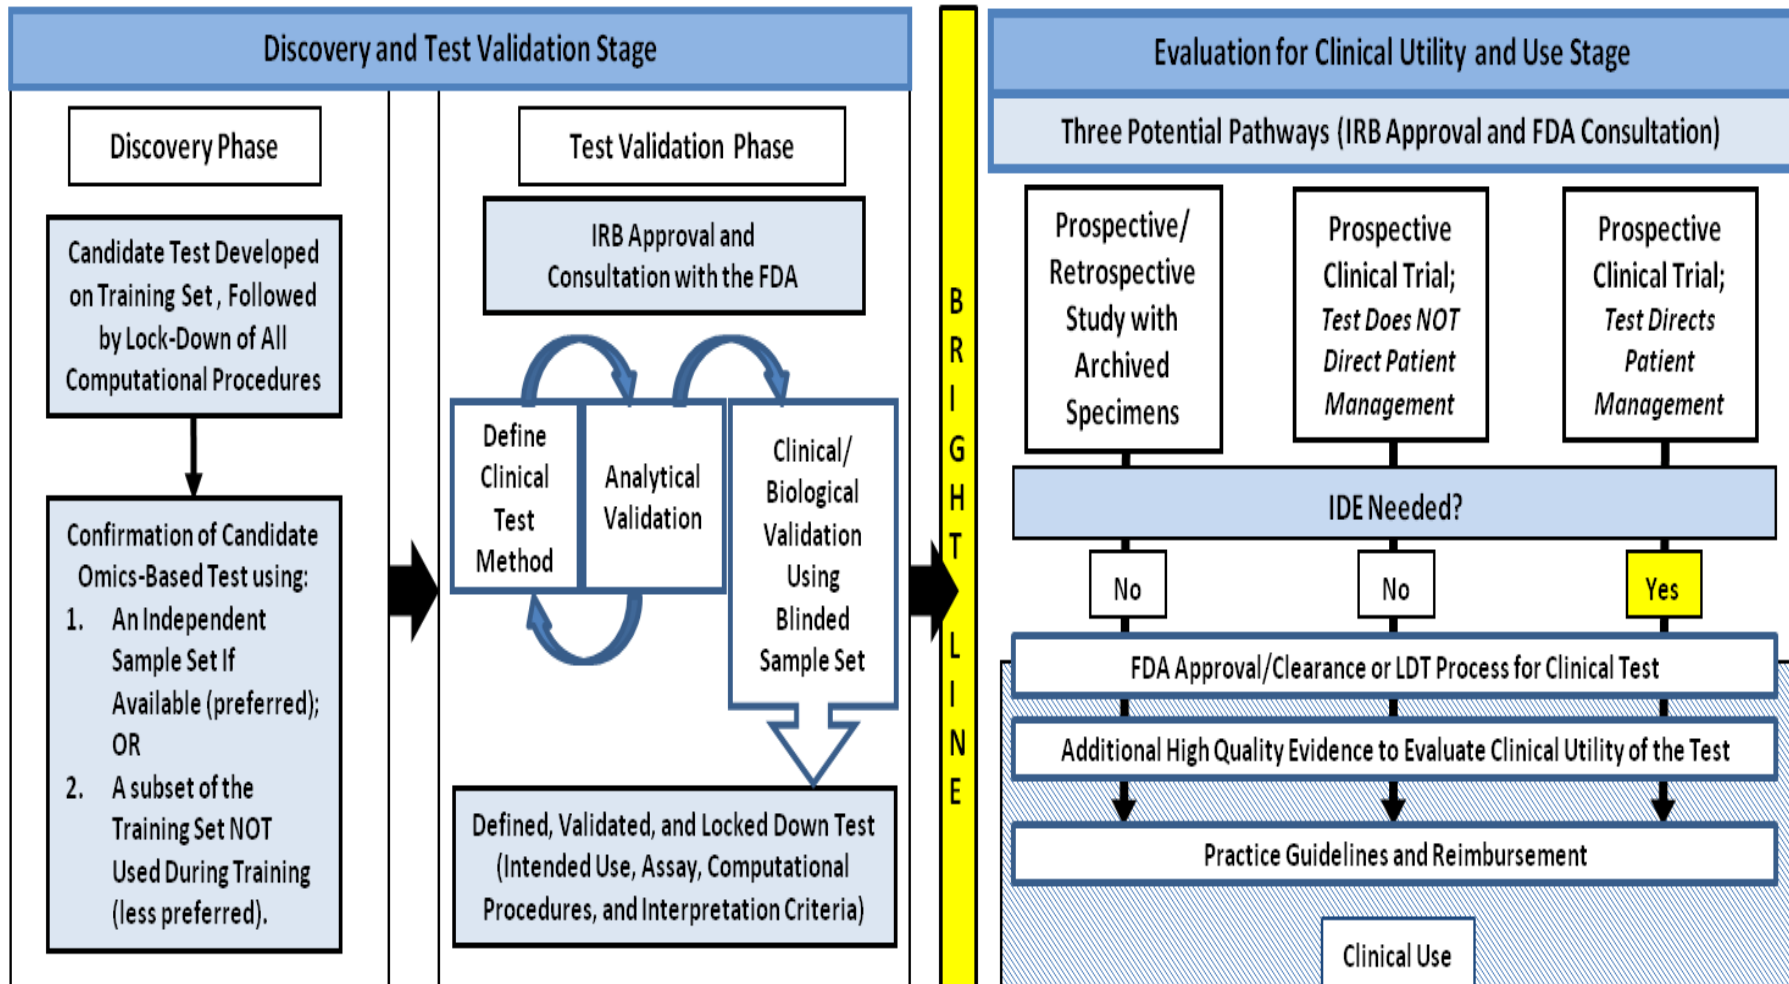 Discovery and Test Validation Stage
Discovery Phase
Candidate Test Developed
on Training Set , Followed
by Lock-Down of All
Computational Procedures
Confirmation of Candidate
Omics-Based Test using:
1. An Independent
Sample Set If
Available (preferred);
OR
2. A subset of the
Training Set NOT
Used During Training
(less preferred).
Test Validation Phase
IRB Approval and
Consultation with the FDA
Define
Clinical
Test
Method
Analytical
Validation
Clinical/
Biological
Validation
Using
Blinded
Sample Set
Defined, Validated, and Locked Down Test
(Intended Use, Assay, Computational
Procedures, and Interpretation Criteria)
BRIGHT LINE
Evaluation for Clinical Utility and Use Stage
Three Potential Pathways (IRB Approval and FDA Consultation)
Prospective/
Retrospective
Study with
Archived
Specimens
Prospective
Clinical Trial;
Test Does NOT
Direct Patient
Management
Prospective
Clinical Trial;
Test Directs
Patient
Management
IDE Needed?
No
No
Yes
FDA Approval/Clearance or LDT Process for Clinical Test
Additional High Quality Evidence to Evaluate Clinical Utility of the Test
Practice Guidelines and Reimbursement
Clinical Use